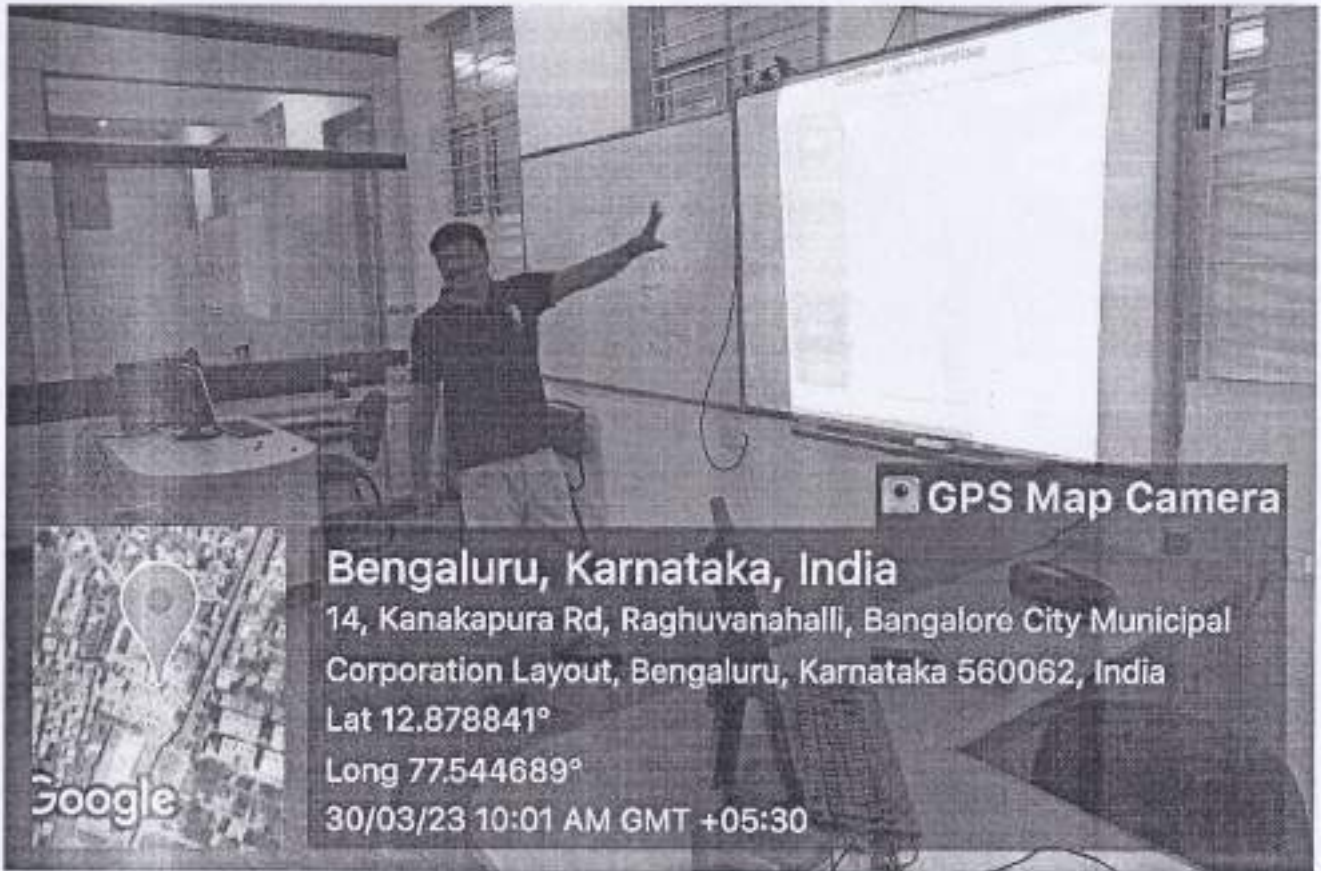 GPS Map Camera
Bengaluru, Karnataka, India
14, Kanakapura Rd, Raghuvanahalli, Bangalore City Municipal
Corporation Layout, Bengaluru, Karnataka 560062, India
Lat 12.878841°
Long 77.544689°
30/03/23 10:01 AM GMT +05:30
Google